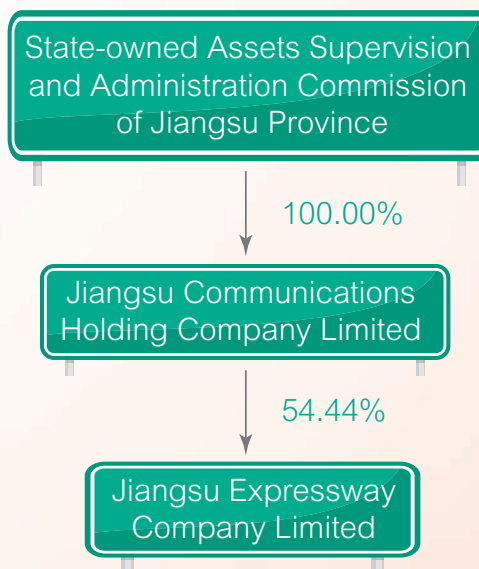 State-owned Assets Supervision
and Administration Commission
of Jiangsu Province
100.00%
Jiangsu Communications
Holding Company Limited
54.44%
Jiangsu Expressway
Company Limited